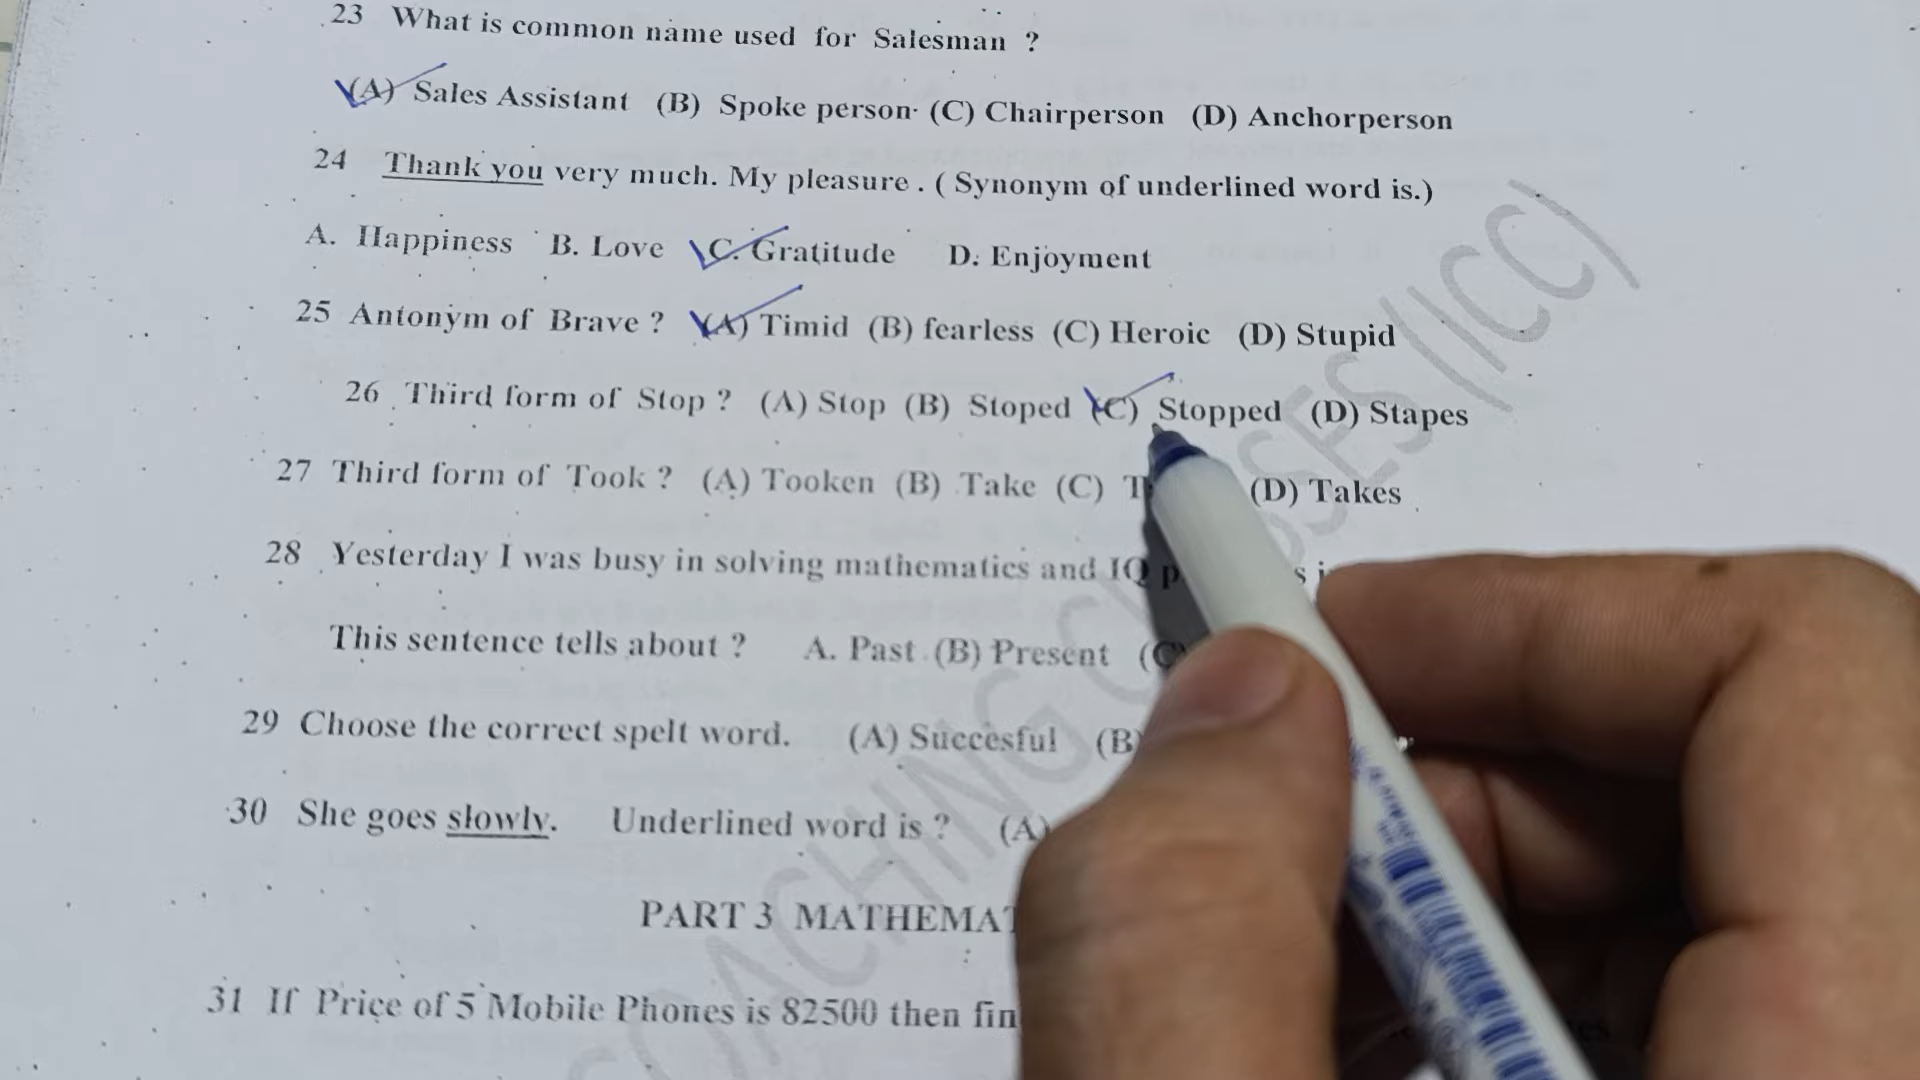 23 What is common name used for Salesman ?
(A) Sales Assistant (B) Spoke person (C) Chairperson (D) Anchorperson
24 Thank you very much. My pleasure . ( Synonym of underlined word is.)
A. Happiness B. Love C. Gratitude D. Enjoyment
25 Antonym of Brave ? (A) Timid (B) fearless (C) Heroic (D) Stupid
26 Third form of Stop ? (A) Stop (B) Stoped (C) Stopped (D) Stapes
27 Third form of Took ? (A) Tooken (B) Take (C) (D) Takes
28 Yesterday I was busy in solving mathematics and IQ
This sentence tells about ? A. Past (B) Present
29 Choose the correct spelt word. (A) Succesful (B)
30 She goes slowly. Underlined word is ? (A)
PART 3 MATHEMAT
31 If Price of 5 Mobile Phones is 82500 then fin
COACHING CLASSES (ICC)